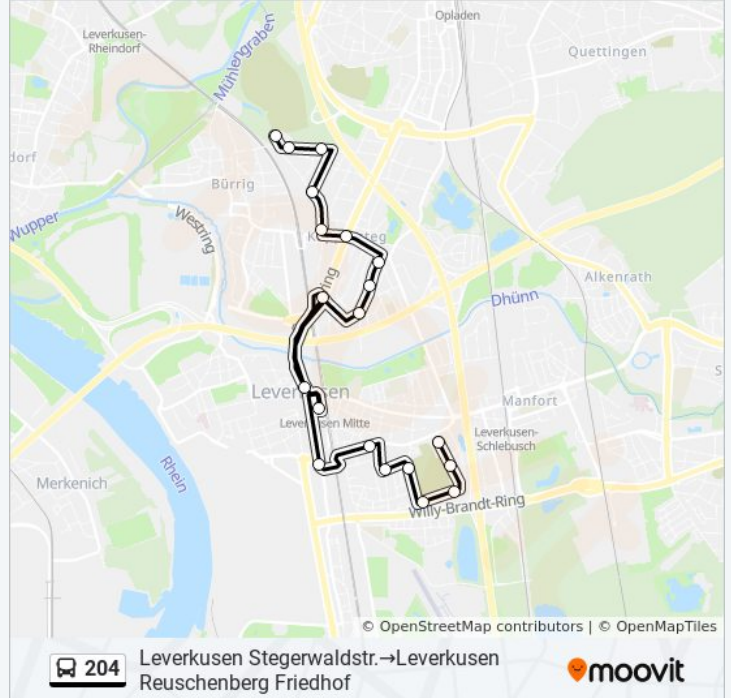 Opladen
Leverkusen-
Rheindorf
Quettingen
Mühlengraben
dorf
Bürrig
Westring
Wupper
Alkenrath
Dhünn
Manfort
Leverkusen Mitte
Leverkusen-
Schlebusch
Merkenich
Rhein
Willy-Brandt-Ring
© OpenStreetMap contributors | © OpenMapTiles
204
Leverkusen Stegerwaldstr.→Leverkusen
Reuschenberg Friedhof
moovit